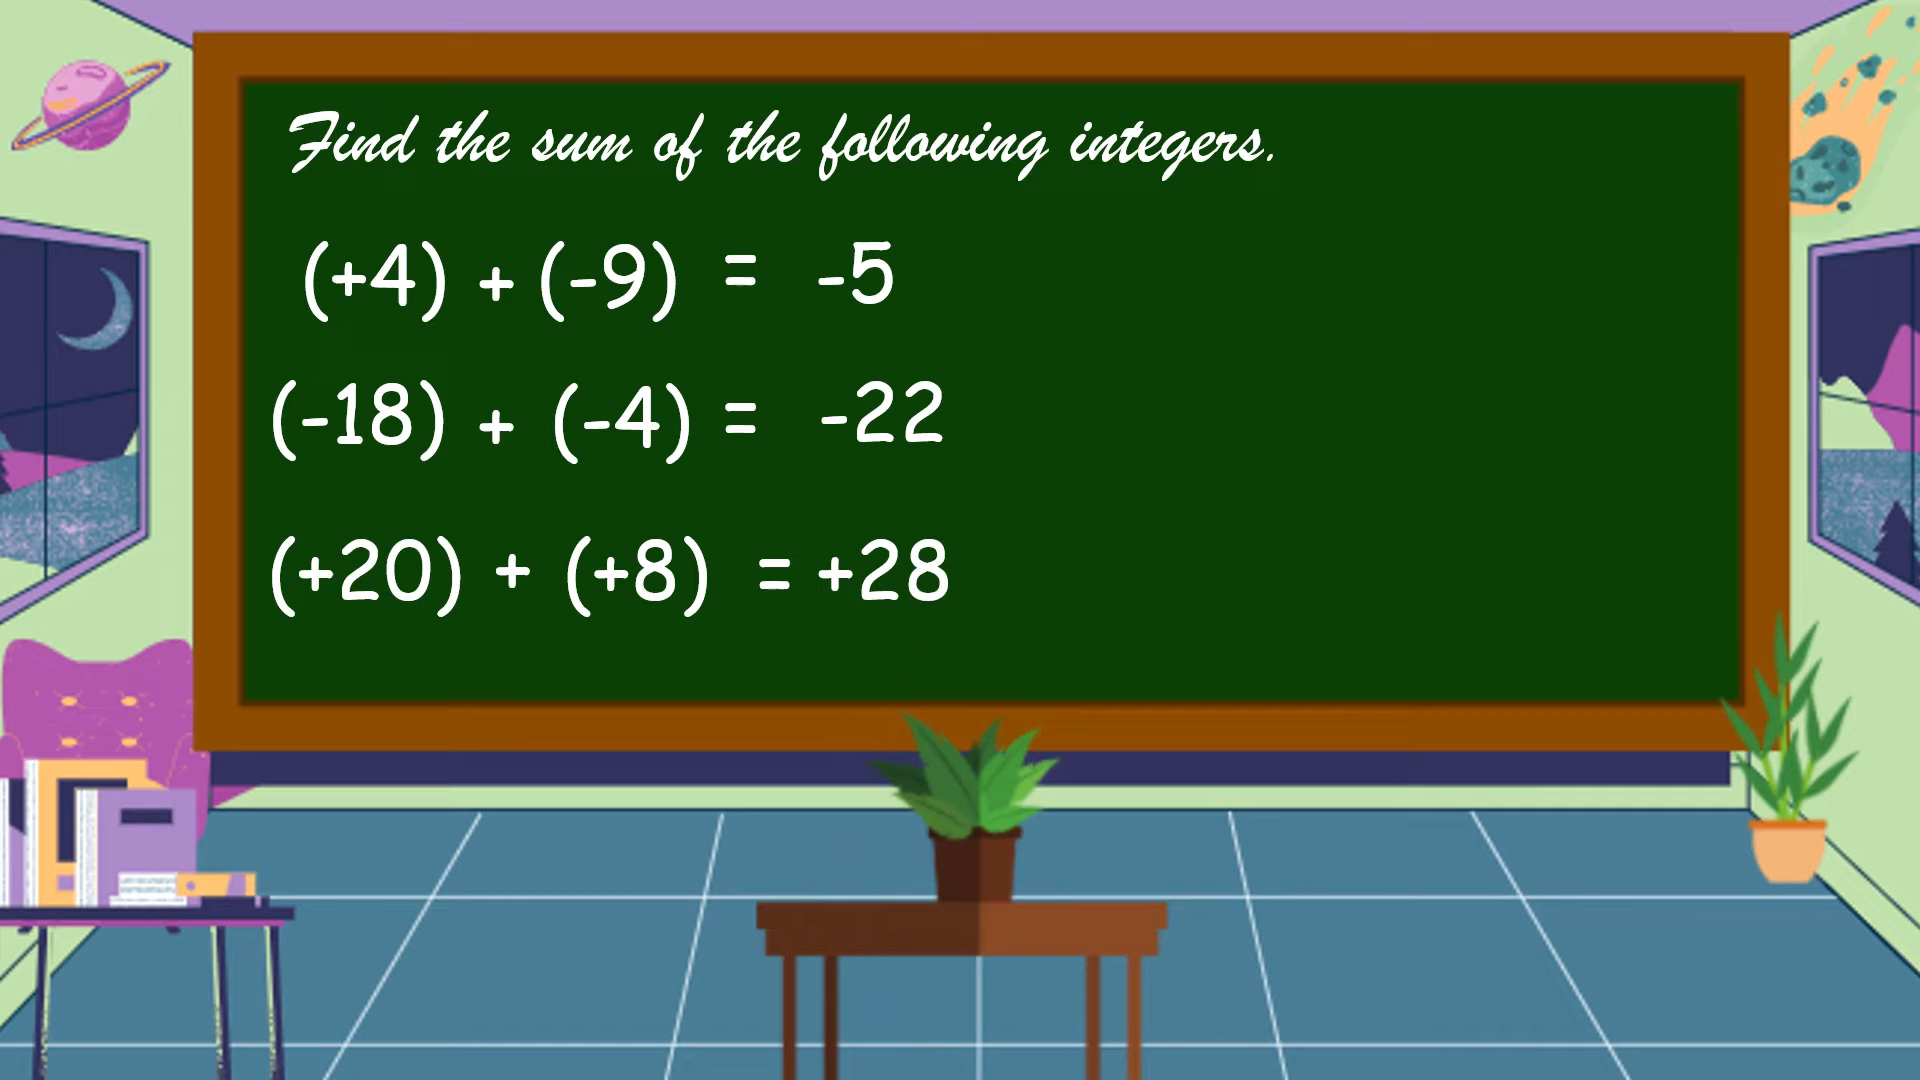 Find the sum of the following integers.
(+4) + (-9) = -5
(-18) + (-4) = -22
(+20) + (+8) = +28